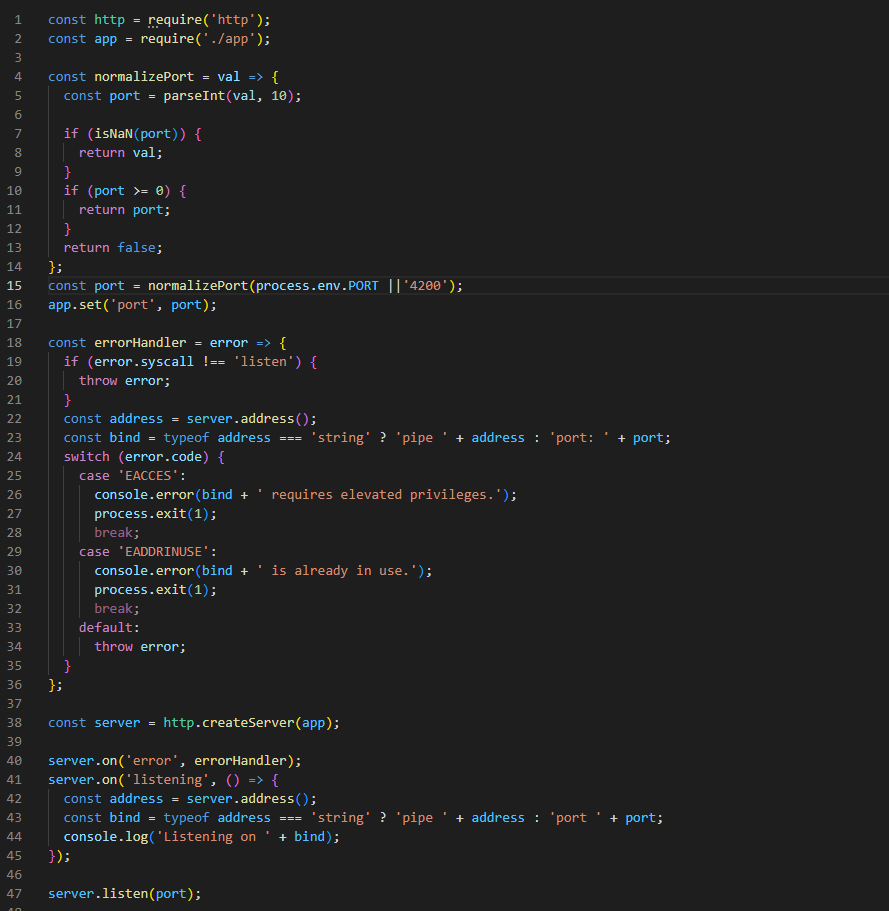 1 const http = require('http');
2 const app = require('./app');
3
4 const normalizePort = val => {
5 const port = parseInt(val, 10);
6
7 if (isNaN(port)) {
8 return val;
9 }
10 if (port >= 0) {
11 return port;
12 }
13 return false;
14 };
15 const port = normalizePort(process.env.PORT ||'4200');
16 app.set('port', port);
17
18 const errorHandler = error => {
19 if (error.syscall !== 'listen') {
20 throw error;
21 }
22 const address = server.address();
23 const bind = typeof address === 'string' ? 'pipe ' + address : 'port: ' + port;
24 switch (error.code) {
25 case 'EACCES':
26 console.error(bind + ' requires elevated privileges.');
27 process.exit(1);
28 break;
29 case 'EADDRINUSE':
30 console.error(bind + ' is already in use.');
31 process.exit(1);
32 break;
33 default:
34 throw error;
35 }
36 };
37
38 const server = http.createServer(app);
39
40 server.on('error', errorHandler);
41 server.on('listening', () => {
42 const address = server.address();
43 const bind = typeof address === 'string' ? 'pipe ' + address : 'port ' + port;
44 console.log('Listening on ' + bind);
45 });
46
47 server.listen(port);